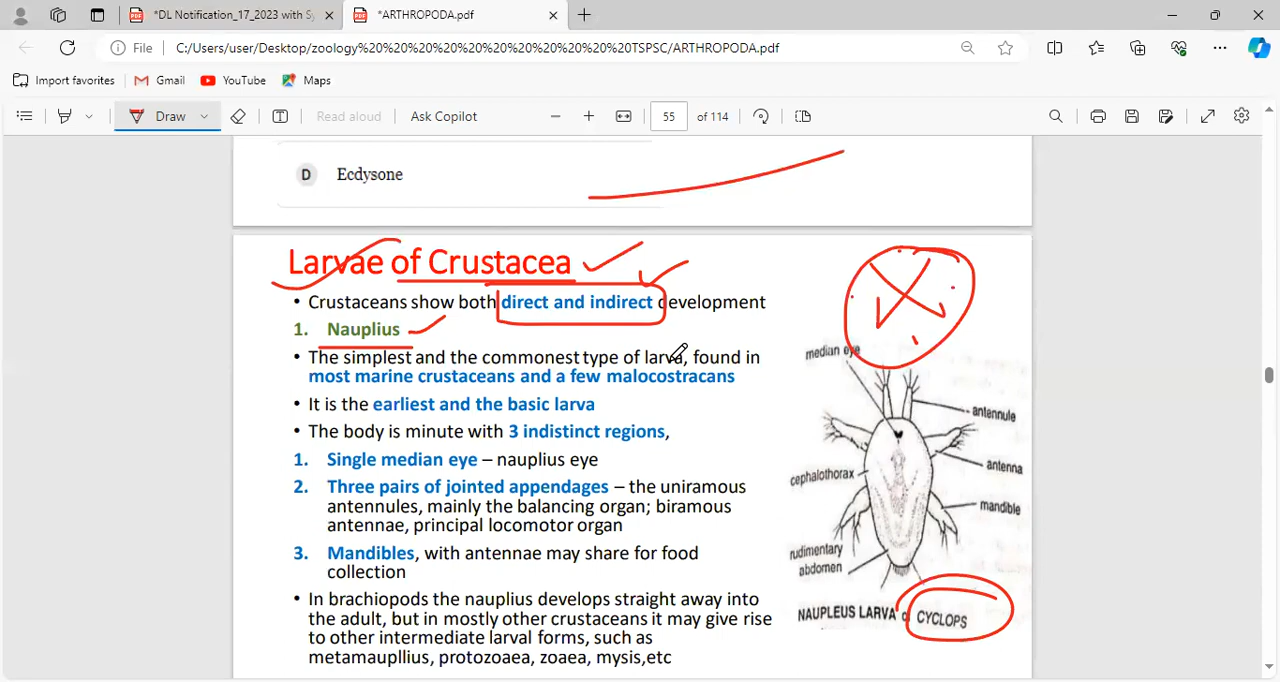 *DL Notification_17_2023 with Sy
*ARTHROPODA.pdf
File
C:/Users/user/Desktop/zoology%20%20%20%20%20%20%20%20%20%20TSPSC/ARTHROPODA.pdf
Import favorites
Gmail
YouTube
Maps
Draw
Read aloud
Ask Copilot
55 of 114
D Ecdysone
Larvae of Crustacea
• Crustaceans show both direct and indirect development
1. Nauplius
• The simplest and the commonest type of larva, found in
most marine crustaceans and a few malocostracans
• It is the earliest and the basic larva
• The body is minute with 3 indistinct regions,
1. Single median eye – nauplius eye
2. Three pairs of jointed appendages – the uniramous
antennules, mainly the balancing organ; biramous
antennae, principal locomotor organ
3. Mandibles, with antennae may share for food
collection
• In brachiopods the nauplius develops straight away into
the adult, but in mostly other crustaceans it may give rise
to other intermediate larval forms, such as
metamaupllius, protozoaea, zoaea, mysis,etc
median eye
antennule
antenna
cephalothorax
mandible
rudimentary
abdomen
NAUPLEUS LARVA of CYCLOPS